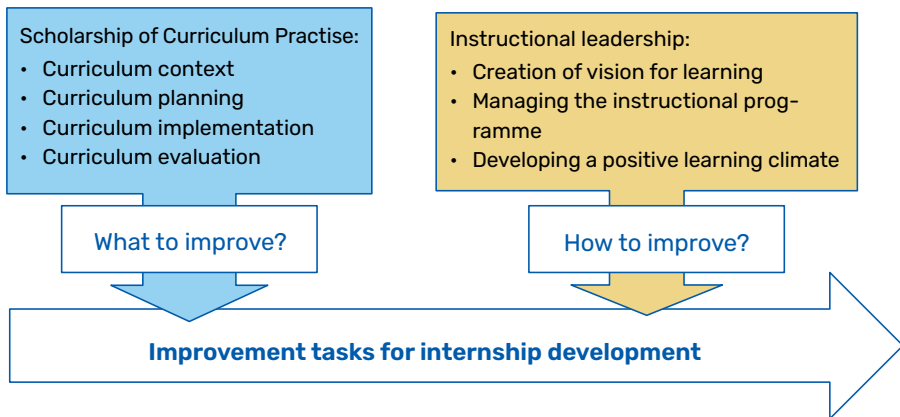 Scholarship of Curriculum Practise:
• Curriculum context
• Curriculum planning
• Curriculum implementation
• Curriculum evaluation
Instructional leadership:
• Creation of vision for learning
• Managing the instructional prog-
ramme
• Developing a positive learning climate
What to improve?
How to improve?
Improvement tasks for internship development